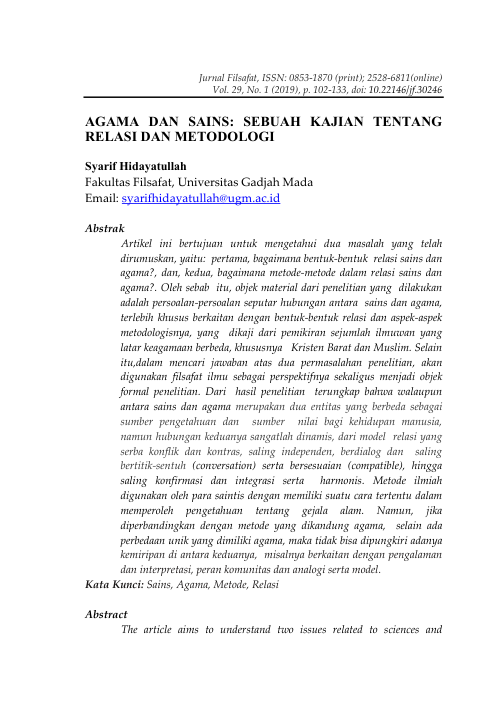 Jurnal Filsafat, ISSN: 0853-1870 (print); 2528-6811(online)
Vol. 29, No. 1 (2019), p. 102-133, doi: 10.22146/jf.30246
AGAMA DAN SAINS: SEBUAH KAJIAN TENTANG
RELASI DAN METODOLOGI
Syarif Hidayatullah
Fakultas Filsafat, Universitas Gadjah Mada
Email: syarifhidayatullah@ugm.ac.id
Abstrak
Artikel ini bertujuan untuk mengetahui dua masalah yang telah
dirumuskan, yaitu: pertama, bagaimana bentuk-bentuk relasi sains dan
agama?, dan, kedua, bagaimana metode-metode dalam relasi sains dan
agama?. Oleh sebab itu, objek material dari penelitian yang dilakukan
adalah persoalan-persoalan seputar hubungan antara sains dan agama,
terlebih khusus berkaitan dengan bentuk-bentuk relasi dan aspek-aspek
metodologisnya, yang dikaji dari pemikiran sejumlah ilmuwan yang
latar keagamaan berbeda, khususnya Kristen Barat dan Muslim. Selain
itu,dalam mencari jawaban atas dua permasalahan penelitian, akan
digunakan filsafat ilmu sebagai perspektifnya sekaligus menjadi objek
formal penelitian. Dari hasil penelitian terungkap bahwa walaupun
antara sains dan agama merupakan dua entitas yang berbeda sebagai
sumber pengetahuan dan sumber nilai bagi kehidupan manusia,
namun hubungan keduanya sangatlah dinamis, dari model relasi yang
serba konflik dan kontras, saling independen, berdialog dan saling
bertitik-sentuh (conversation) serta bersesuaian (compatible), hingga
saling konfirmasi dan integrasi serta harmonis. Metode ilmiah
digunakan oleh para saintis dengan memiliki suatu cara tertentu dalam
memperoleh pengetahuan tentang gejala alam. Namun, jika
diperbandingkan dengan metode yang dikandung agama, selain ada
perbedaan unik yang dimiliki agama, maka tidak bisa dipungkiri adanya
kemiripan di antara keduanya, misalnya berkaitan dengan pengalaman
dan interpretasi, peran komunitas dan analogi serta model.
Kata Kunci: Sains, Agama, Metode, Relasi
Abstract
The article aims to understand two issues related to sciences and